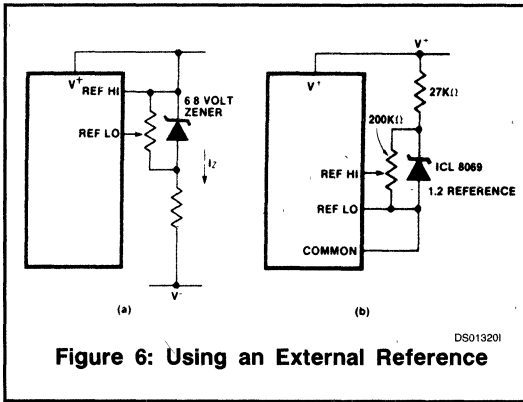 V+
REF HI
6 8 VOLT
ZENER
REF LO
IZ
V-
(a)
V+
V+
27KΩ
200KΩ
REF HI
ICL 8069
1.2 REFERENCE
REF LO
COMMON
(b)
DS01320I
Figure 6: Using an External Reference